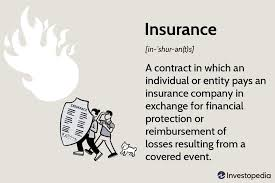 Insurance
[in-ˈshur-ən(t)s]
A contract in which an
individual or entity pays an
insurance company in
exchange for financial
protection or
reimbursement of
losses resulting from a
covered event.
INSURANCE
Investopedia